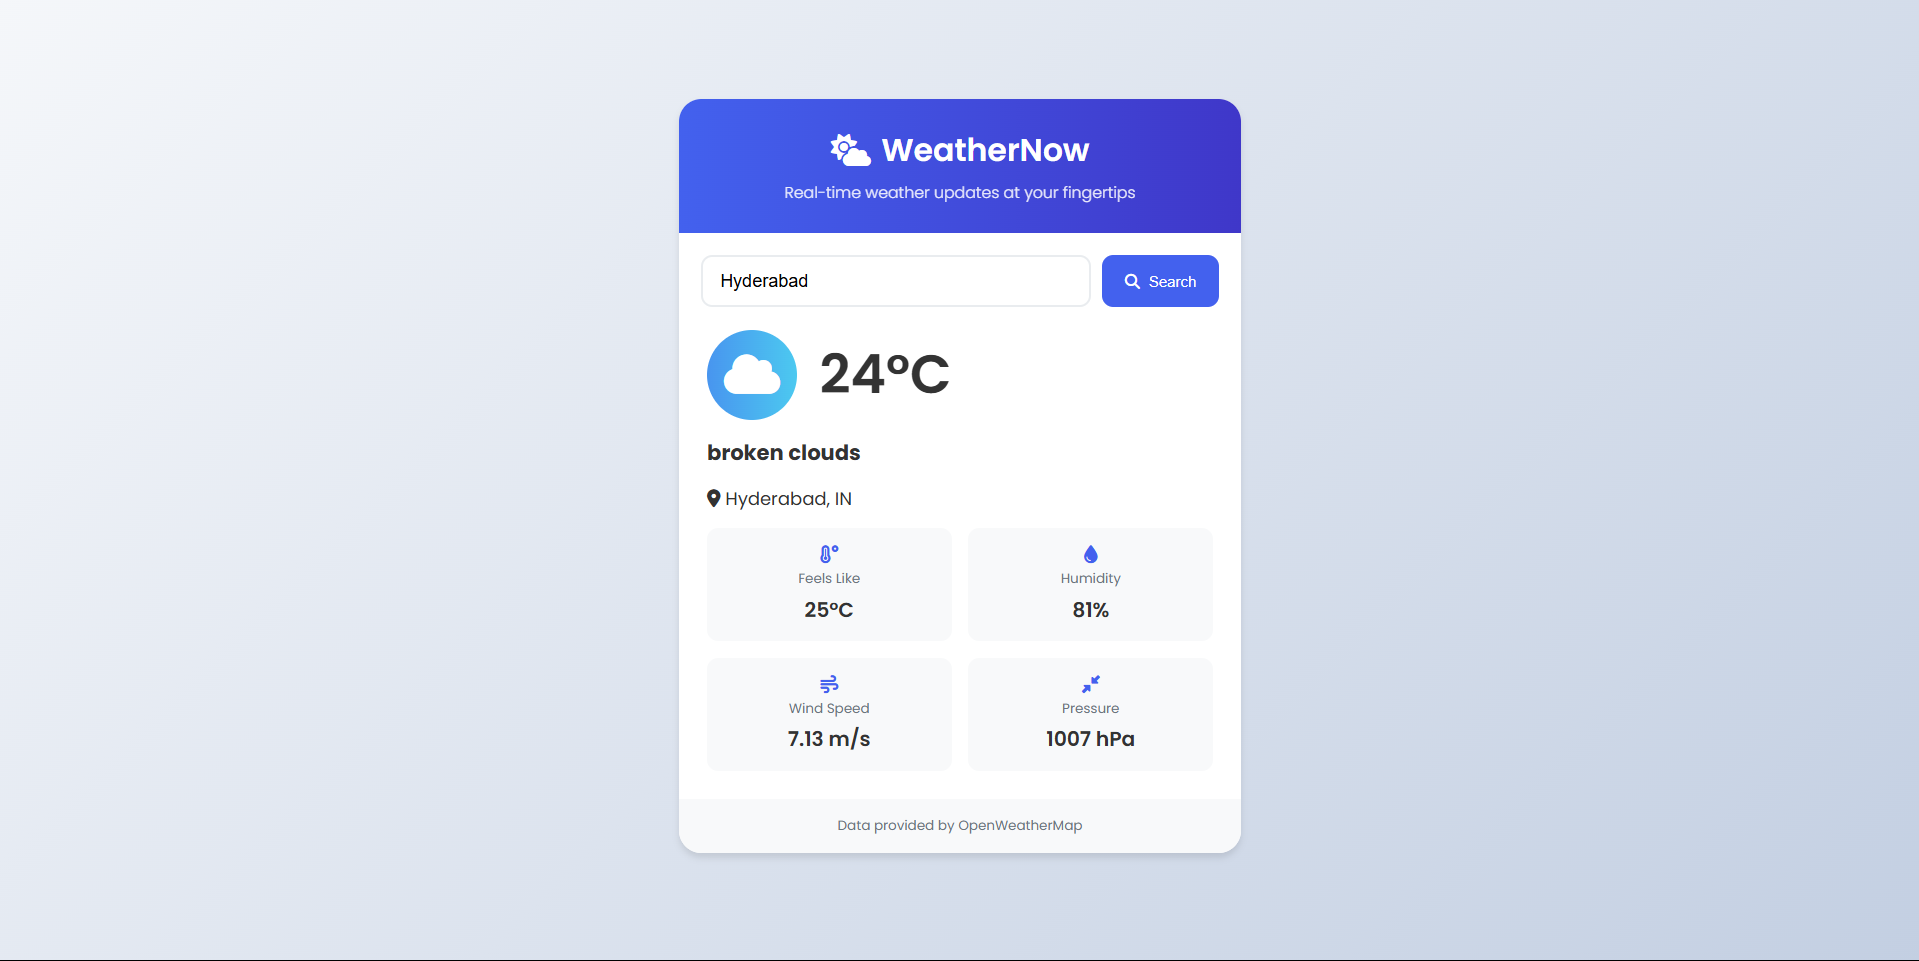 WeatherNow
Real-time weather updates at your fingertips
Hyderabad
Search
24°C
broken clouds
Hyderabad, IN
Feels Like
25°C
Humidity
81%
Wind Speed
7.13 m/s
Pressure
1007 hPa
Data provided by OpenWeatherMap